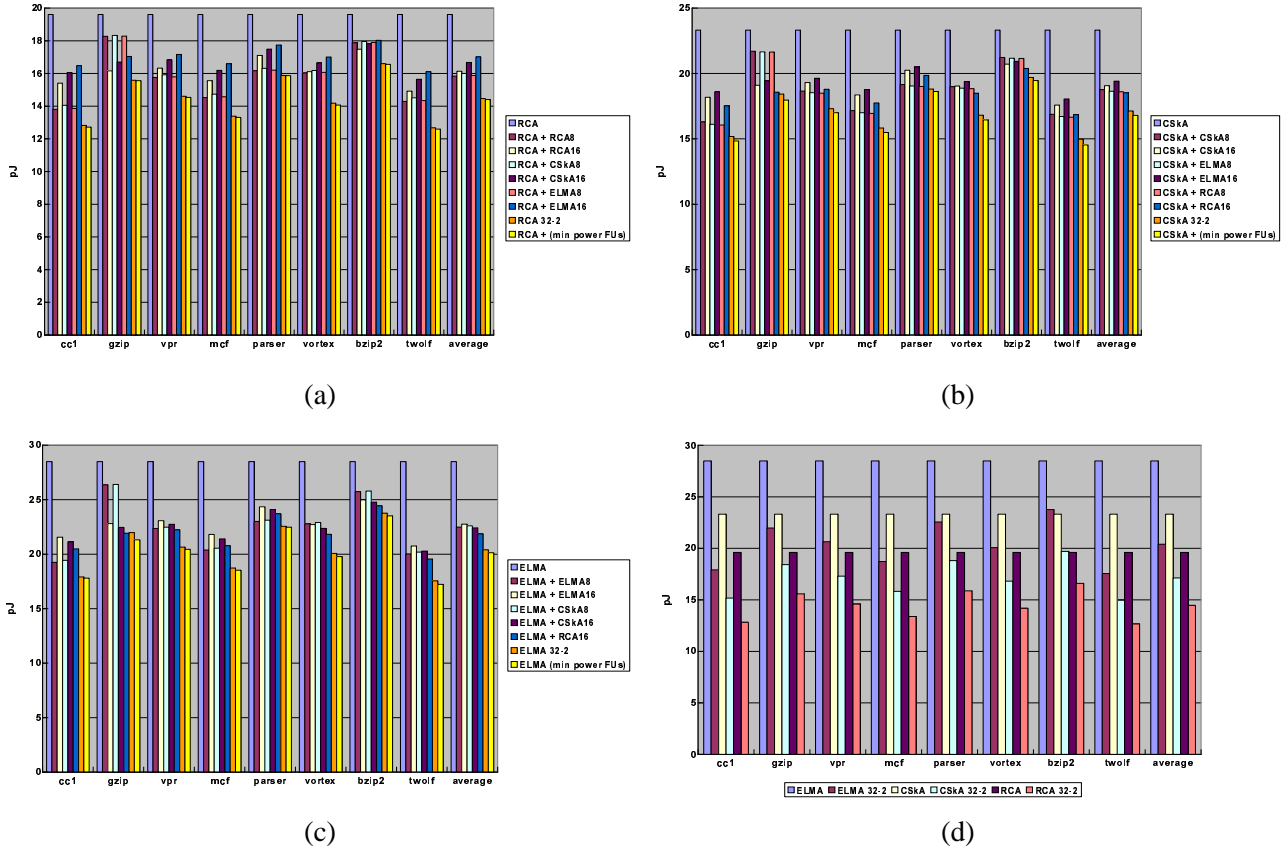 20
18
16
14
12
10
8
6
4
2
0
pJ
cc1 gzip vpr mcf parser vortex bzip2 twolf average
RCA
RCA + RCA8
RCA + RCA16
RCA + CSkA8
RCA + CSkA16
RCA + ELMA8
RCA + ELMA16
RCA 32-2
RCA + (min power FUs)
(a)
25
20
15
10
5
0
pJ
cc1 gzip vpr mcf parser vortex bzip2 twolf average
CSkA
CSkA + CSkA8
CSkA + CSkA16
CSkA + ELMA8
CSkA + ELMA16
CSkA + RCA8
CSkA + RCA16
CSkA 32-2
CSkA + (min power FUs)
(b)
30
25
20
15
10
5
0
pJ
cc1 gzip vpr mcf parser vortex bzip2 twolf average
ELMA
ELMA + ELMA8
ELMA + ELMA16
ELMA + CSkA8
ELMA + CSkA16
ELMA + RCA16
ELMA 32-2
ELMA (min power FUs)
(c)
30
25
20
15
10
5
0
pJ
cc1 gzip vpr mcf parser vortex bzip2 twolf average
ELMA ELMA 32-2 CSkA CSkA 32-2 RCA RCA 32-2
(d)